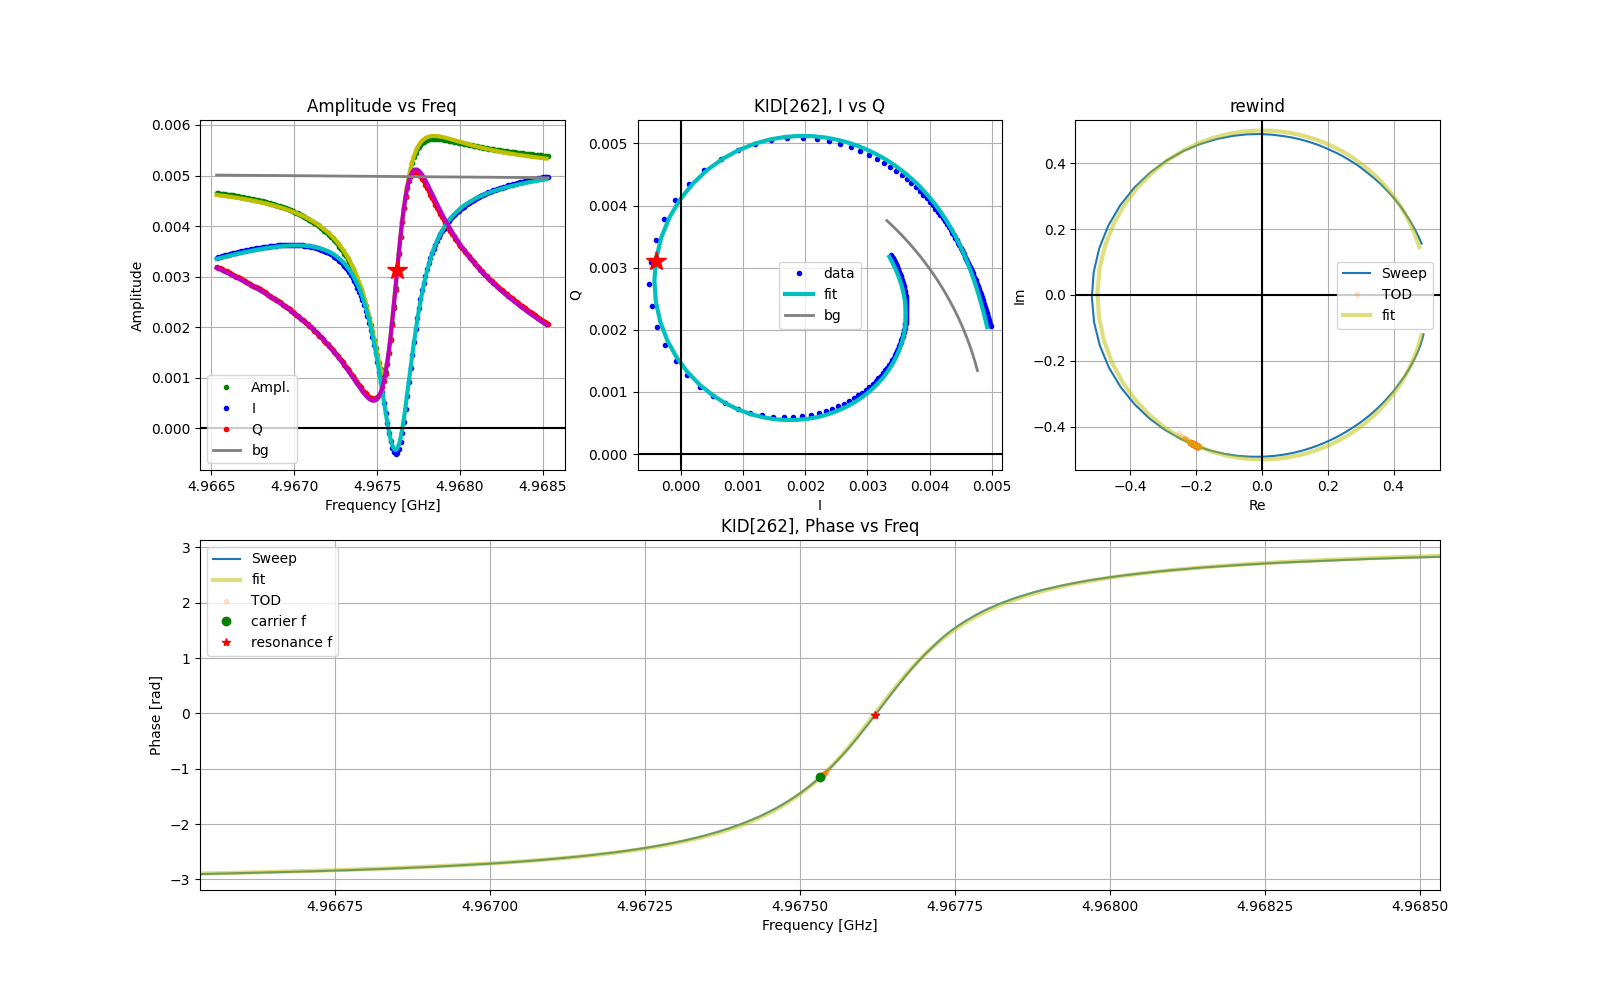 Amplitude vs Freq
0.006
0.005
0.004
0.003
0.002
0.001
0.000
Amplitude
Ampl.
I
Q
bg
4.9665 4.9670 4.9675 4.9680 4.9685
Frequency [GHz]
KID[262], I vs Q
0.005
0.004
0.003
0.002
0.001
0.000
Q
data
fit
bg
0.000 0.001 0.002 0.003 0.004 0.005
I
rewind
0.4
0.2
0.0
−0.2
−0.4
Im
Sweep
TOD
fit
−0.4 −0.2 0.0 0.2 0.4
Re
KID[262], Phase vs Freq
3
2
1
0
−1
−2
−3
Phase [rad]
Sweep
fit
TOD
carrier f
resonance f
4.96675 4.96700 4.96725 4.96750 4.96775 4.96800 4.96825 4.96850
Frequency [GHz]